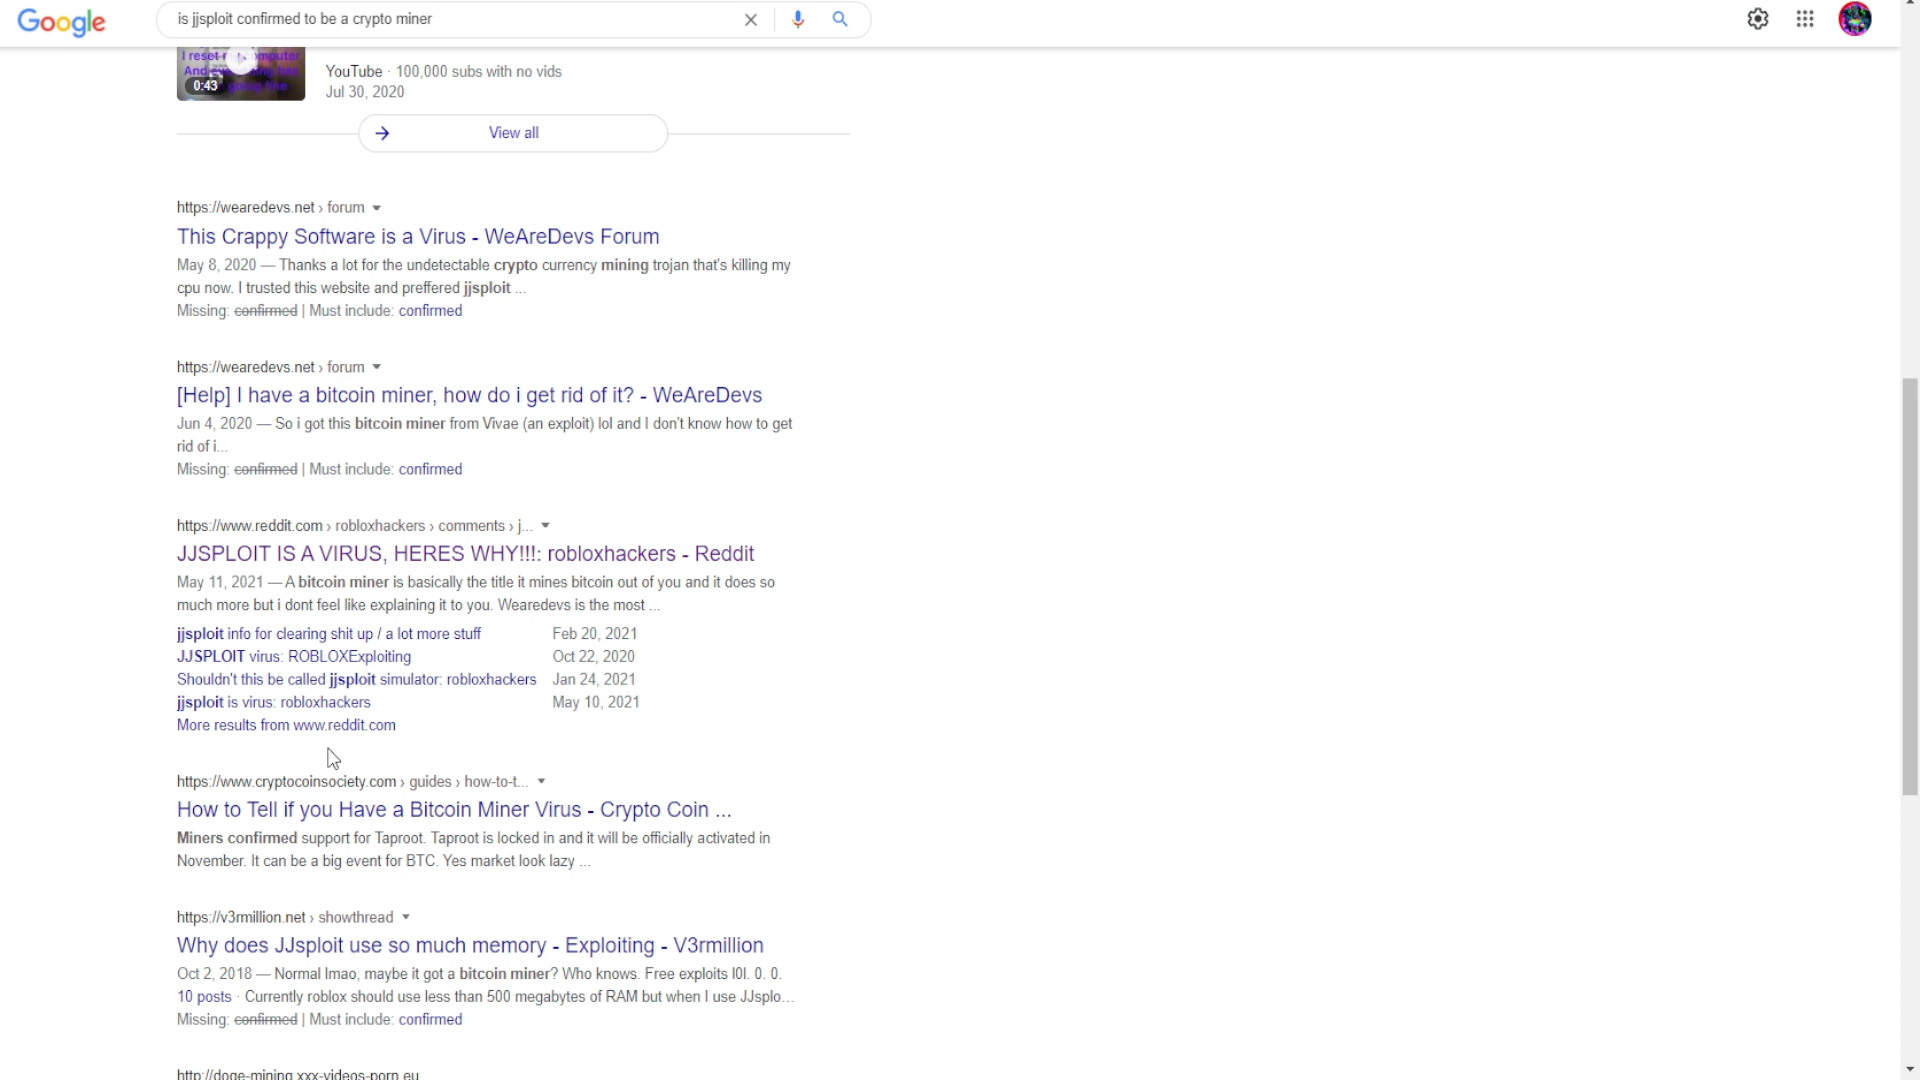 Google
is jjsploit confirmed to be a crypto miner
I reset my computer
0:43
YouTube · 100,000 subs with no vids
Jul 30, 2020
View all
https://wearedevs.net › forum
This Crappy Software is a Virus - WeAreDevs Forum
May 8, 2020 — Thanks a lot for the undetectable crypto currency mining trojan that's killing my
cpu now. I trusted this website and preffered jjsploit ...
Missing: confirmed | Must include: confirmed
https://wearedevs.net › forum
[Help] I have a bitcoin miner, how do i get rid of it? - WeAreDevs
Jun 4, 2020 — So i got this bitcoin miner from Vivae (an exploit) lol and I don't know how to get
rid of i...
Missing: confirmed | Must include: confirmed
https://www.reddit.com › robloxhackers › comments › j...
JJSPLOIT IS A VIRUS, HERES WHY!!!: robloxhackers - Reddit
May 11, 2021 — A bitcoin miner is basically the title it mines bitcoin out of you and it does so
much more but i dont feel like explaining it to you. Wearedevs is the most ...
jjsploit info for clearing shit up / a lot more stuff Feb 20, 2021
JJSPLOIT virus: ROBLOXExploiting Oct 22, 2020
Shouldn't this be called jjsploit simulator: robloxhackers Jan 24, 2021
jjsploit is virus: robloxhackers May 10, 2021
More results from www.reddit.com
https://www.cryptocoinsociety.com › guides › how-to-t...
How to Tell if you Have a Bitcoin Miner Virus - Crypto Coin ...
Miners confirmed support for Taproot. Taproot is locked in and it will be officially activated in
November. It can be a big event for BTC. Yes market look lazy ...
https://v3rmillion.net › showthread
Why does JJsploit use so much memory - Exploiting - V3rmillion
Oct 2, 2018 — Normal lmao, maybe it got a bitcoin miner? Who knows. Free exploits l0l. 0. 0.
10 posts · Currently roblox should use less than 500 megabytes of RAM but when I use JJsplo...
Missing: confirmed | Must include: confirmed
http://doge-mining.xxx-videos-porn.eu